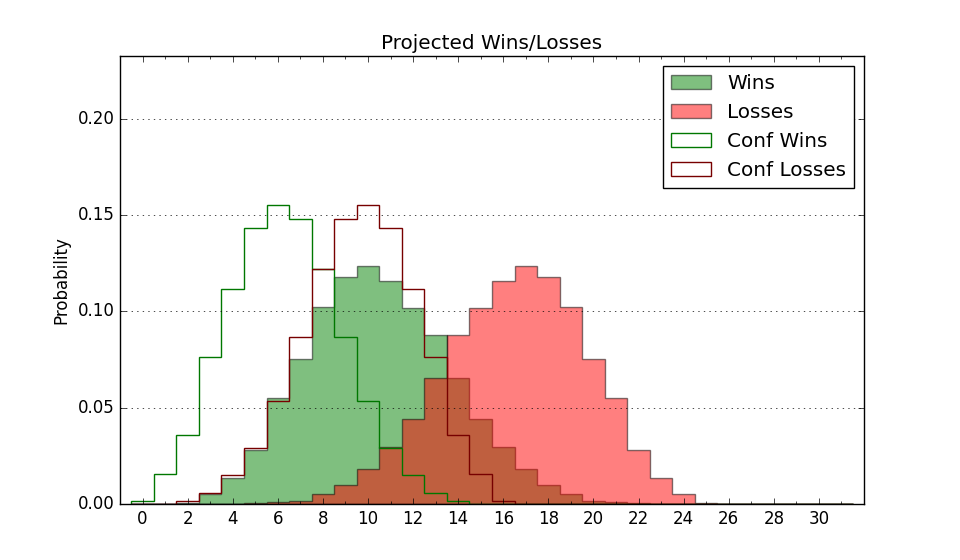 Projected Wins/Losses
Wins
Losses
Conf Wins
Conf Losses
Probability
0.20
0.15
0.10
0.05
0.00
0 2 4 6 8 10 12 14 16 18 20 22 24 26 28 30